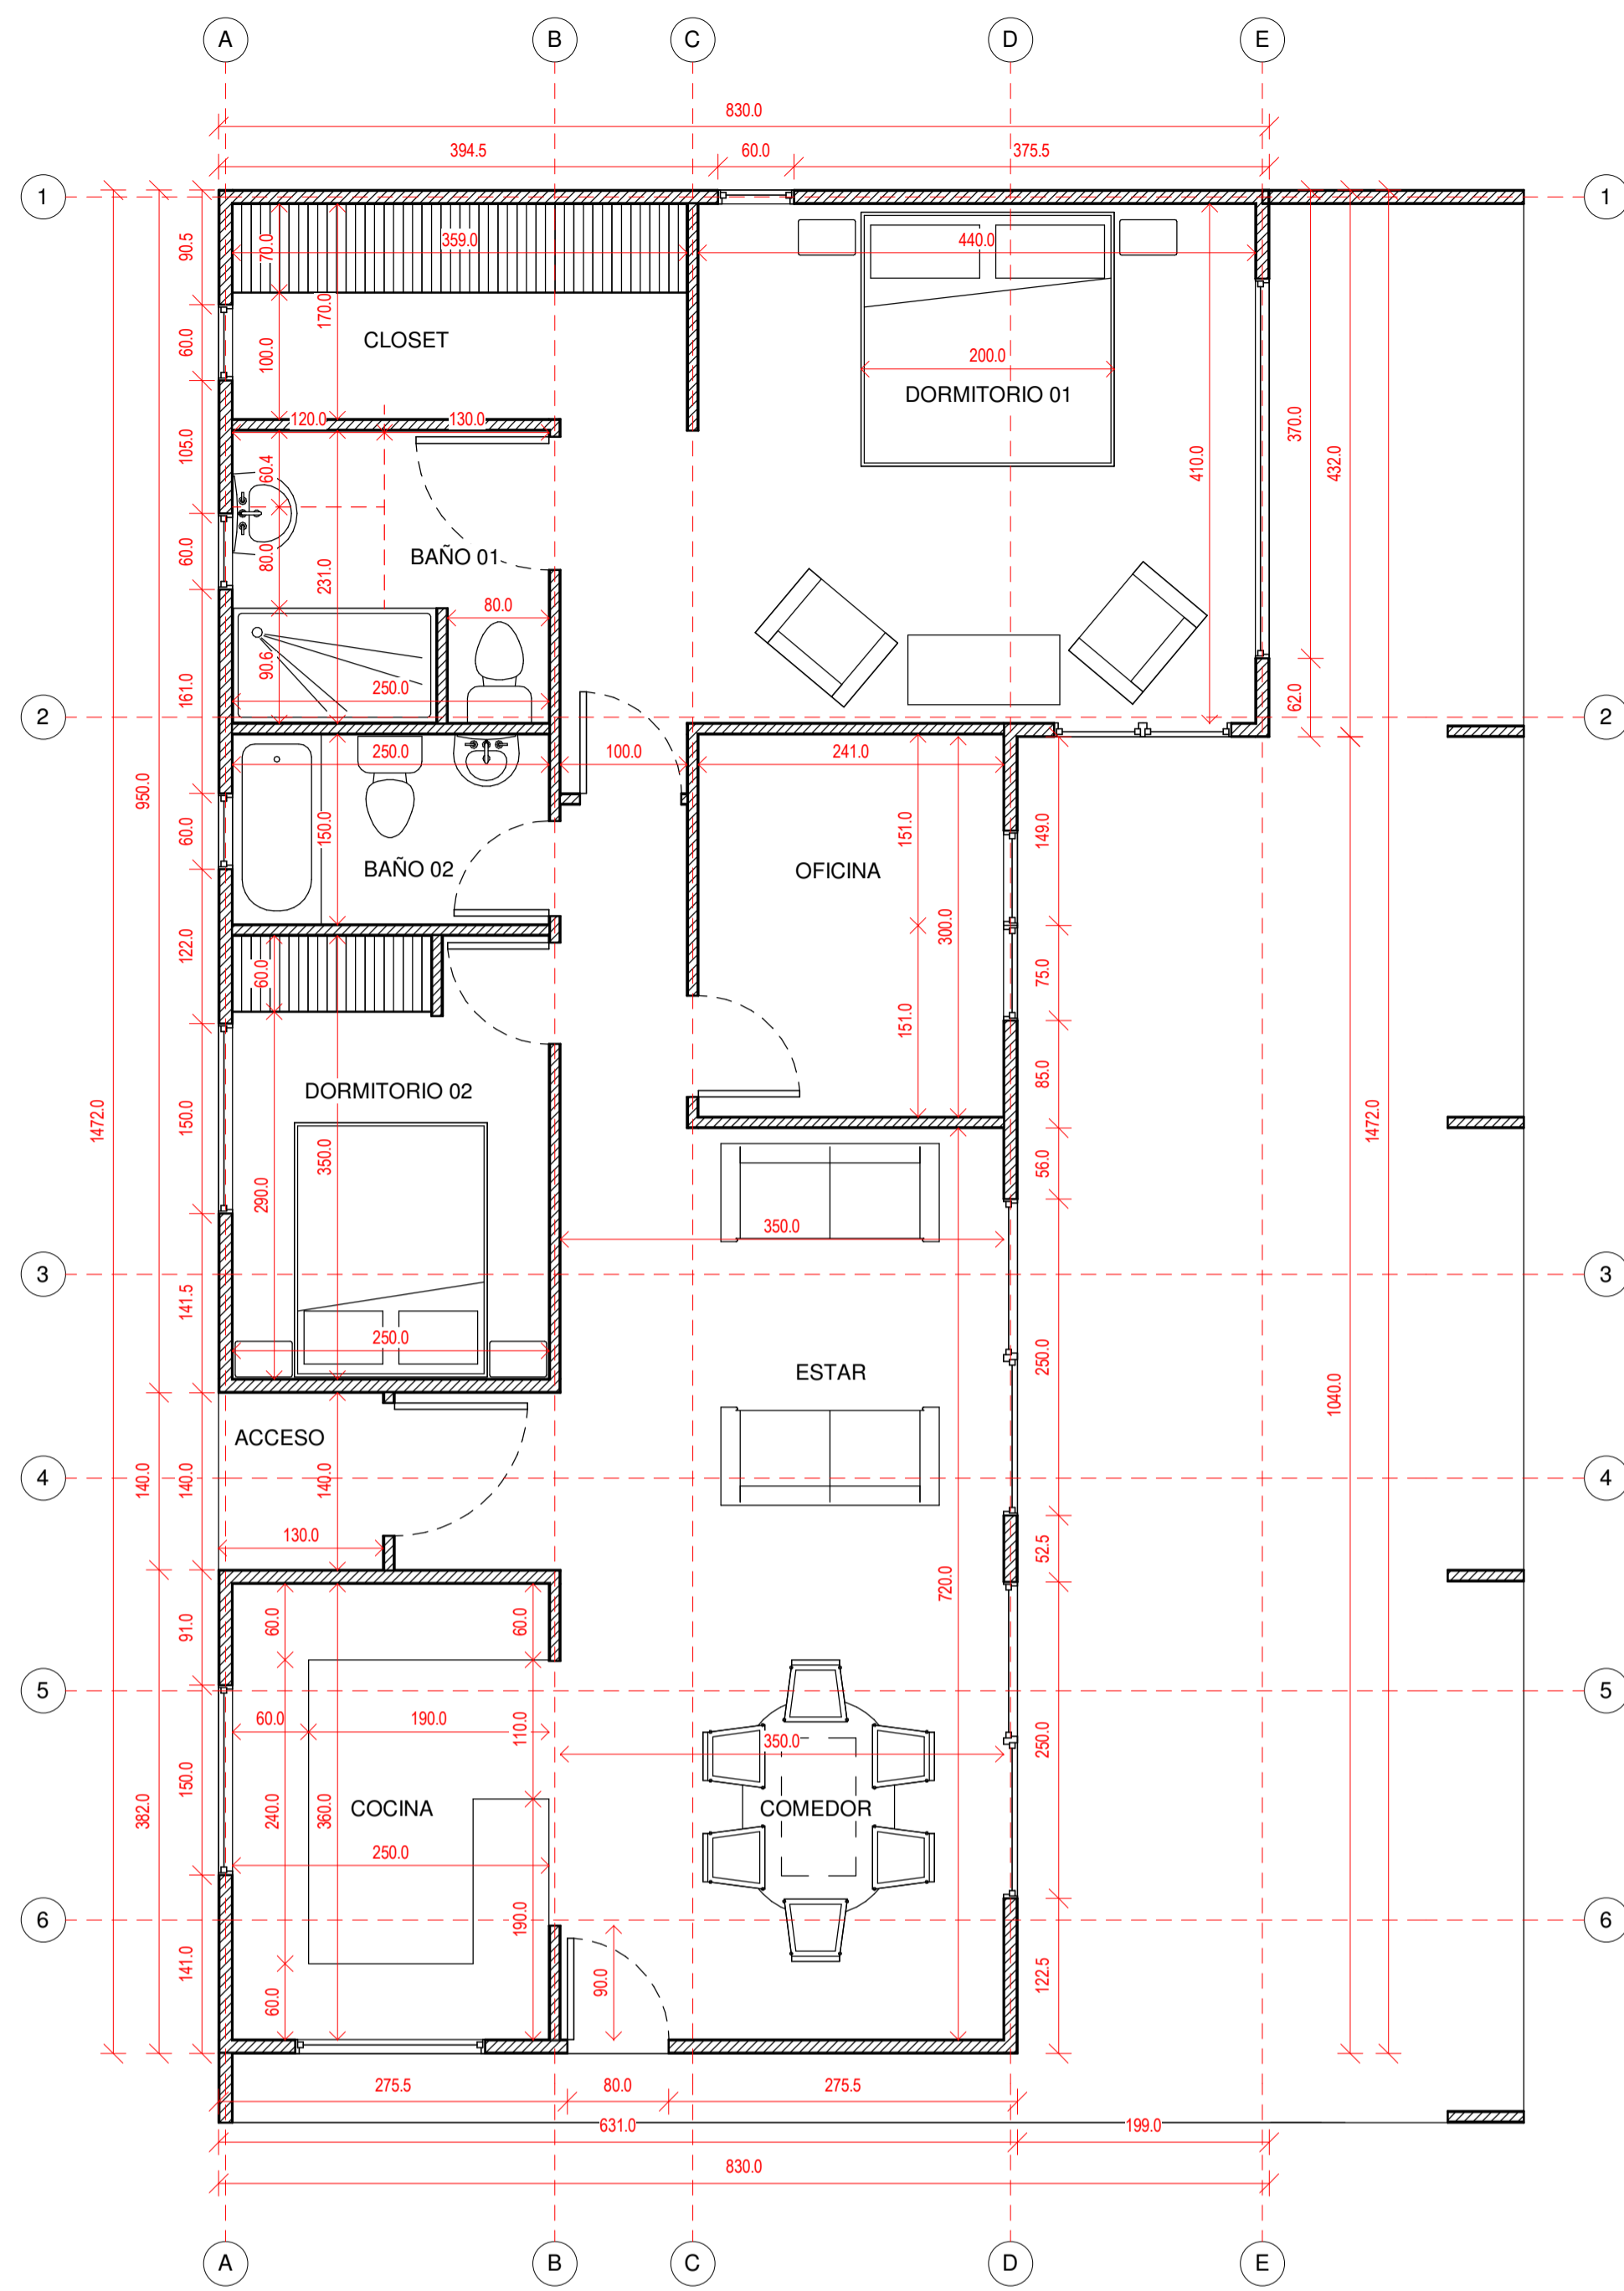 A B C D E
830.0
394.5 60.0 375.5
1 1
90.5 70.0 359.0 440.0
170.0
60.0 100.0 CLOSET
200.0
DORMITORIO 01
370.0
432.0
120.0 130.0
105.0 60.4 410.0
BAÑO 01
60.0 80.0 231.0
80.0
90.6
161.0 250.0 62.0
2 2
250.0 100.0 241.0
950.0
60.0 150.0 151.0 149.0
BAÑO 02 OFICINA
122.0 60.0 300.0 75.0
151.0
DORMITORIO 02 85.0
1472.0 150.0 350.0 1472.0
56.0
290.0
350.0
3 3
141.5
250.0
ESTAR 250.0
1040.0
ACCESO
4 4
140.0 140.0 140.0
130.0 52.5
720.0
91.0 60.0 60.0
5 5
60.0 190.0 110.0 350.0 250.0
150.0
382.0 240.0 360.0 COCINA COMEDOR
250.0
6 6
190.0
141.0 60.0 90.0 122.5
275.5 80.0 275.5
631.0 199.0
830.0
A B C D E